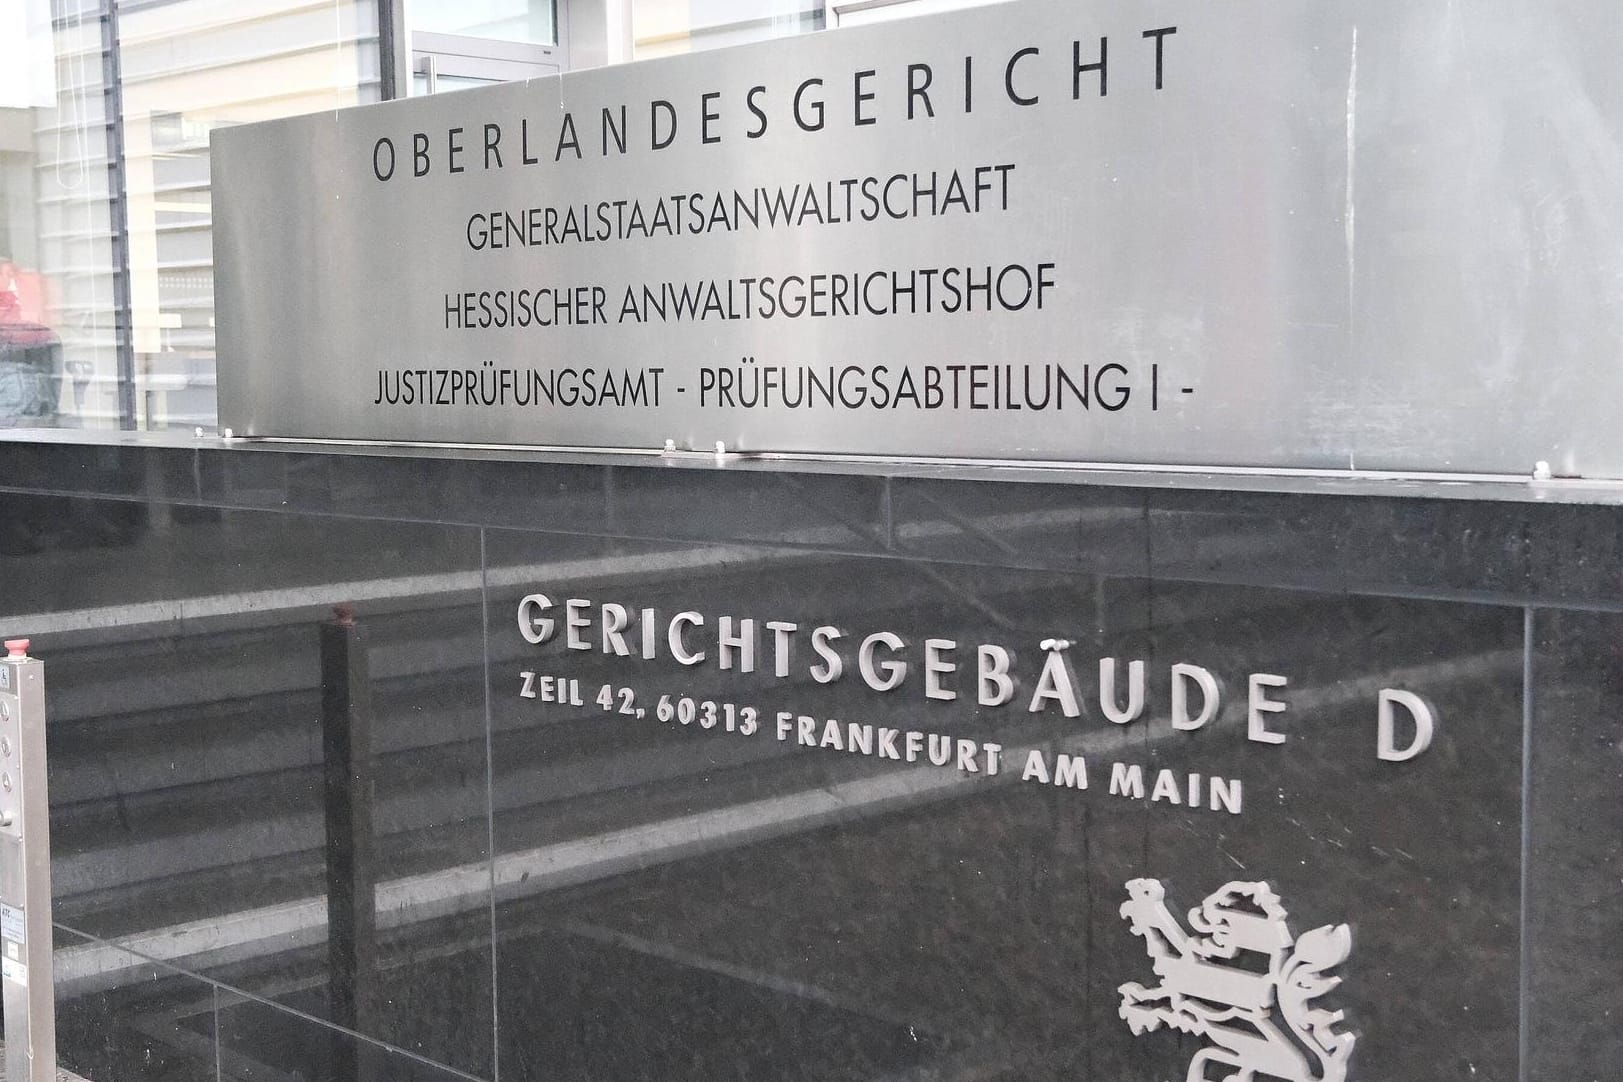 OBERLANDESGERICHT
GENERALSTAATSANWALTSCHAFT
HESSISCHER ANWALTSGERICHTSHOF
JUSTIZPRÜFUNGSAMT - PRÜFUNGSABTEILUNG I -
GERICHTSGEBÄUDE D
ZEIL 42, 60313 FRANKFURT AM MAIN